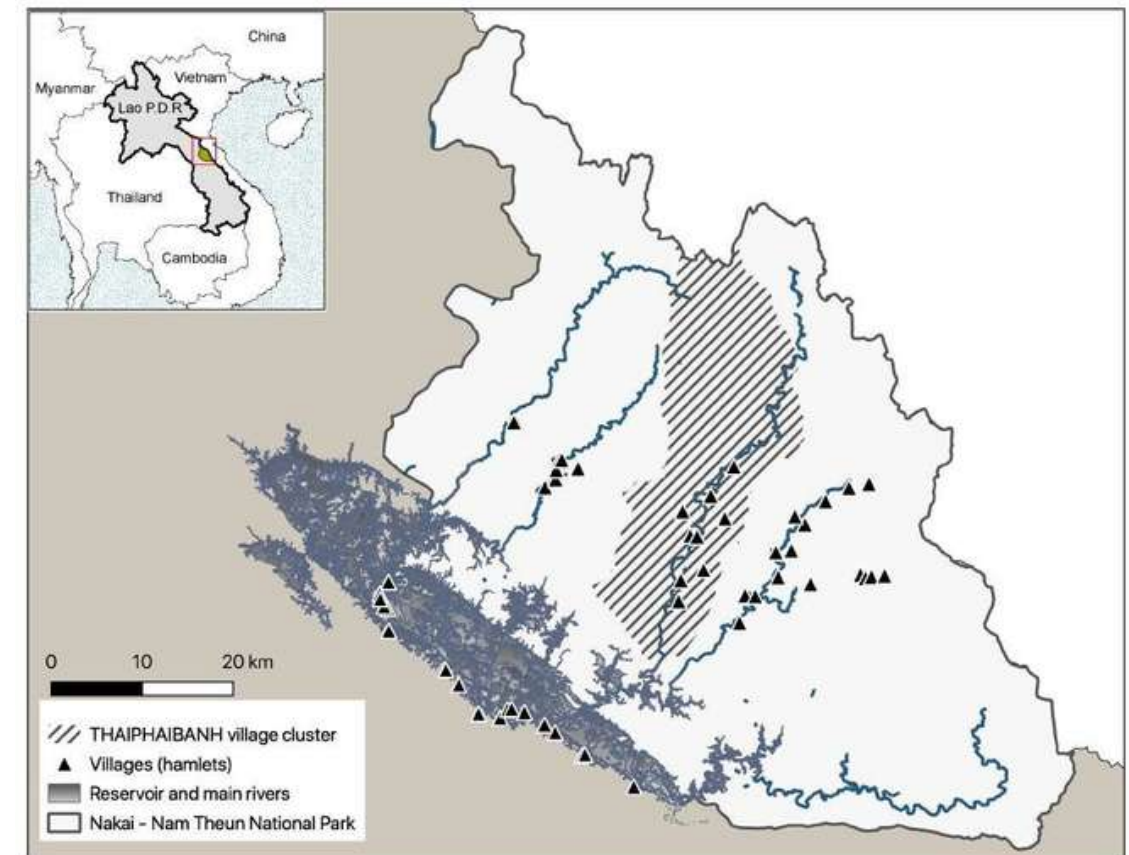 China
Myanmar
Vietnam
Lao P.D.R
Thailand
Cambodia
0 10 20 km
THAIPHAIBANH village cluster
Villages (hamlets)
Reservoir and main rivers
Nakai - Nam Theun National Park